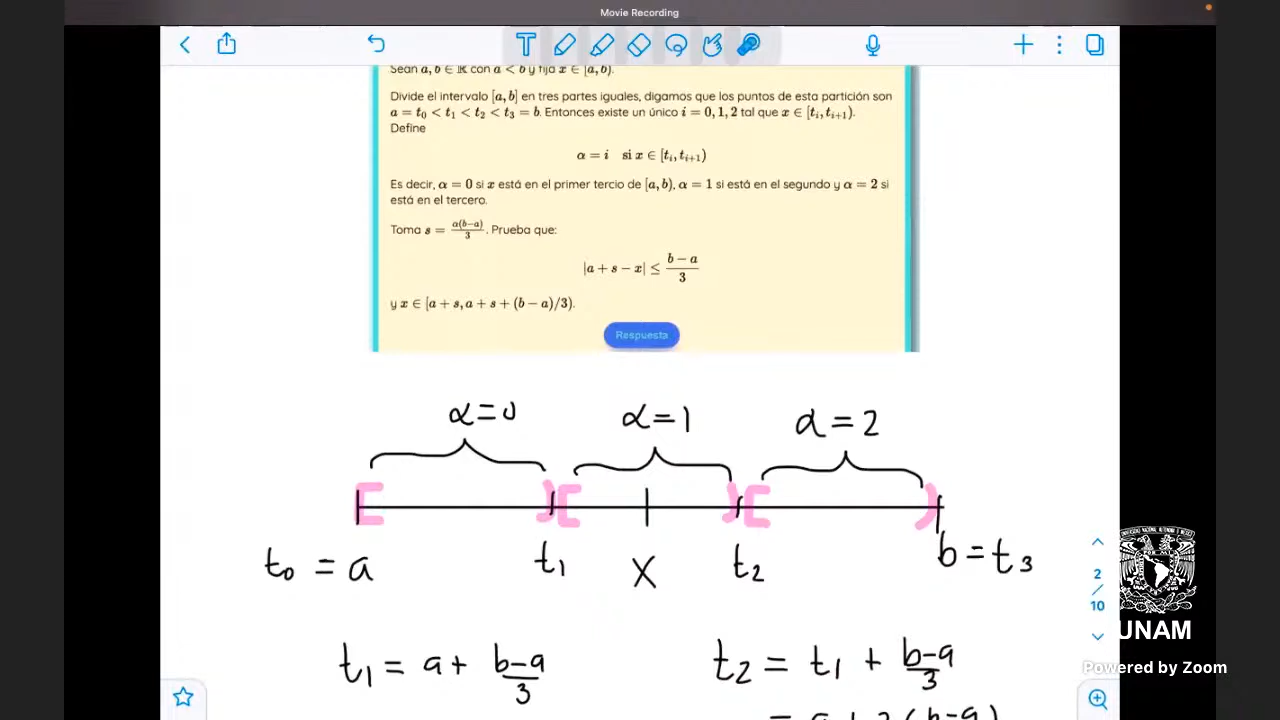 Movie Recording
Sean a, b ∈ ℝ con a < b y fija x ∈ [a, b).
Divide el intervalo [a, b] en tres partes iguales, digamos que los puntos de esta partición son
a = t₀ < t₁ < t₂ < t₃ = b. Entonces existe un único i = 0, 1, 2 tal que x ∈ [tᵢ, tᵢ₊₁).
Define
α = i si x ∈ [tᵢ, tᵢ₊₁)
Es decir, α = 0 si x está en el primer tercio de [a, b), α = 1 si está en el segundo y α = 2 si
está en el tercero.
Toma s = α(b−a)/3. Prueba que:
|a + s − x| ≤ (b − a)/3
y x ∈ [a + s, a + s + (b − a)/3).
Respuesta
α=0 α=1 α=2
t₀ = a t₁ x t₂ b = t₃
t₁ = a + (b−a)/3 t₂ = t₁ + (b−a)/3
= a + 2 (b−a)
2
/
10
UNAM
Powered by Zoom